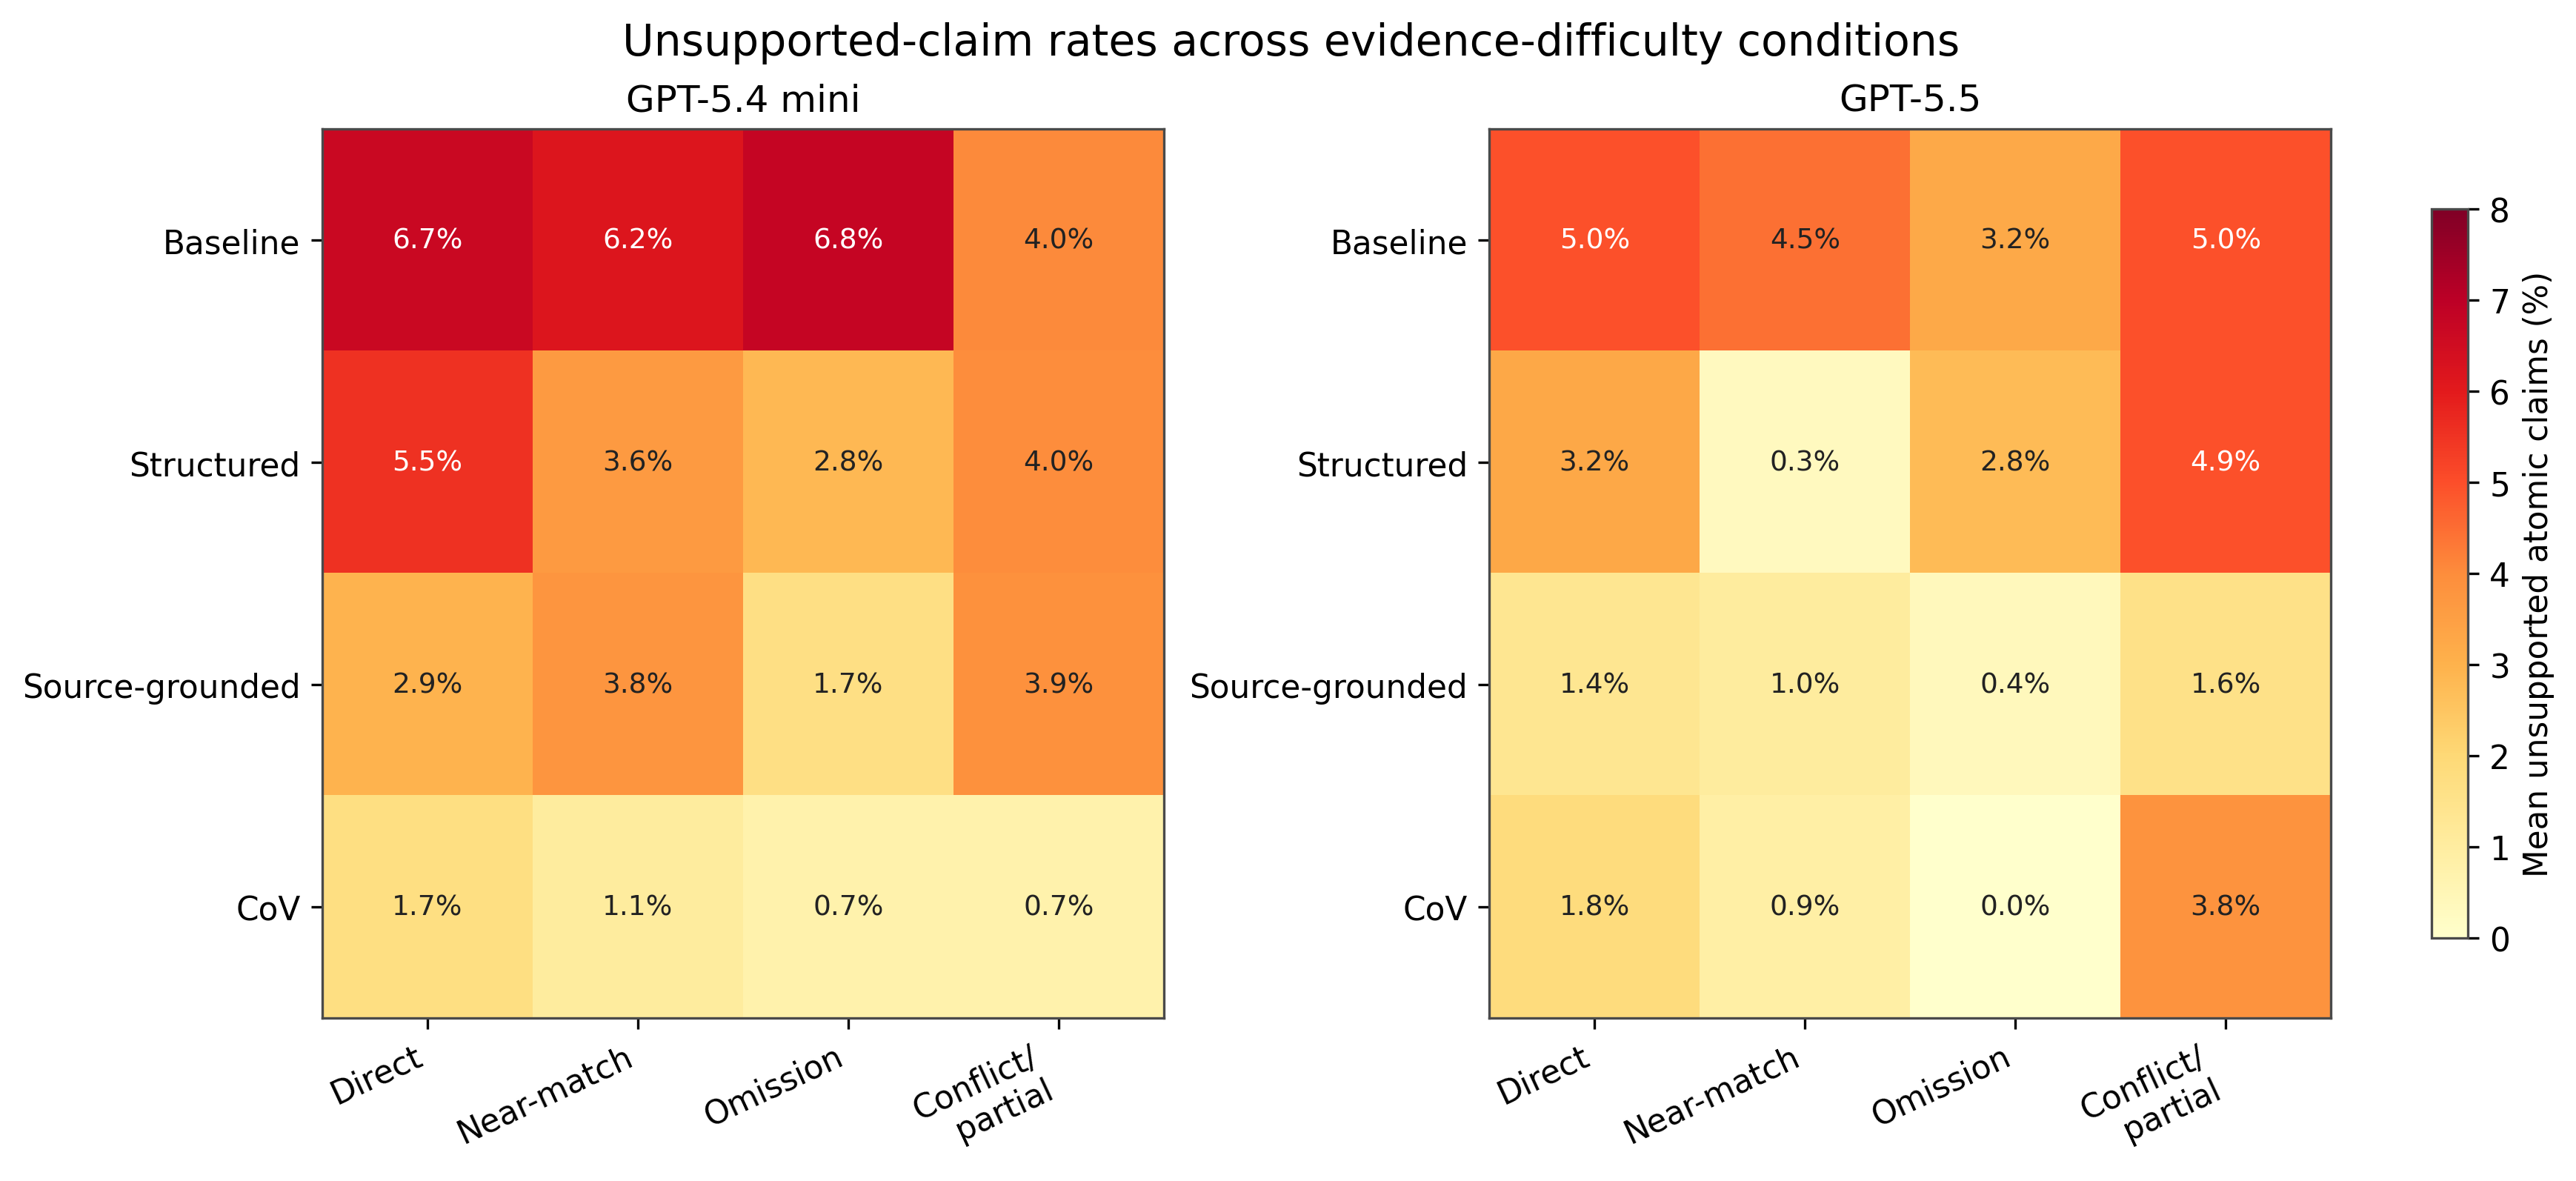 Unsupported-claim rates across evidence-difficulty conditions
GPT-5.4 mini
Baseline
6.7% 6.2% 6.8% 4.0%
Structured
5.5% 3.6% 2.8% 4.0%
Source-grounded
2.9% 3.8% 1.7% 3.9%
CoV
1.7% 1.1% 0.7% 0.7%
Direct
Near-match
Omission
Conflict/
partial
GPT-5.5
Baseline
5.0% 4.5% 3.2% 5.0%
Structured
3.2% 0.3% 2.8% 4.9%
Source-grounded
1.4% 1.0% 0.4% 1.6%
CoV
1.8% 0.9% 0.0% 3.8%
Direct
Near-match
Omission
Conflict/
partial
8
7
6
5
4
3
2
1
0
Mean unsupported atomic claims (%)